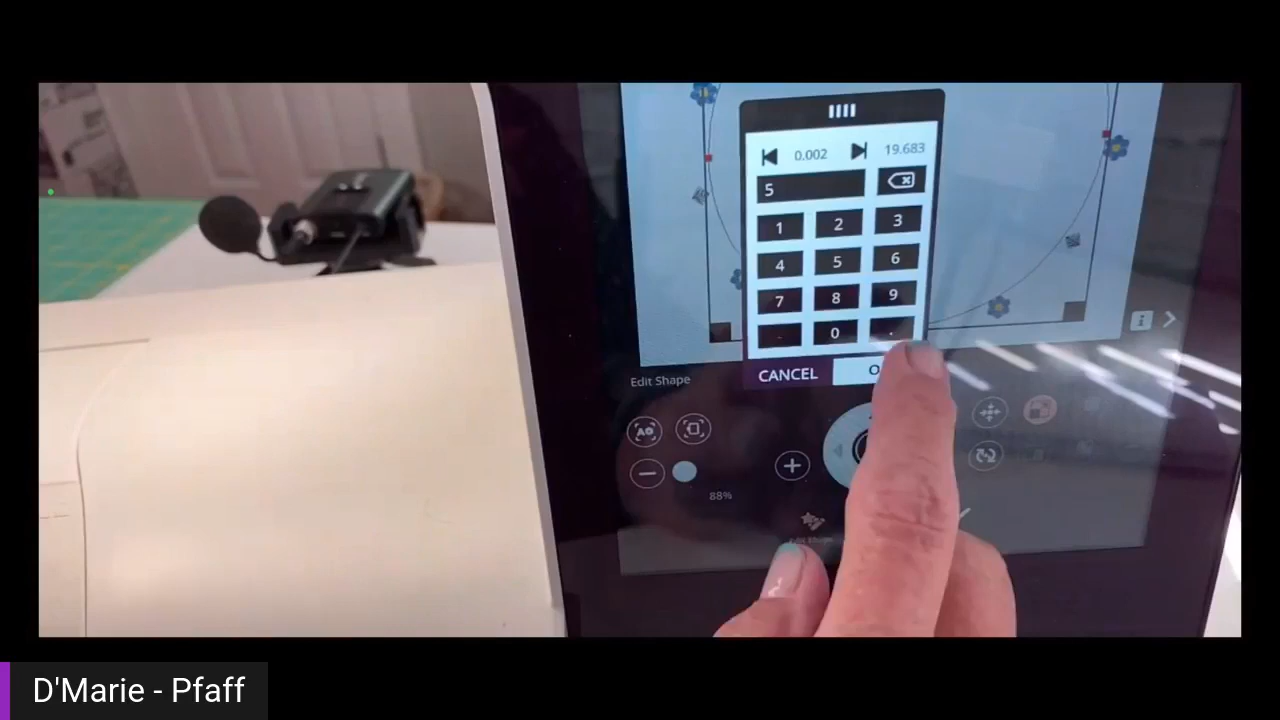 0.002 19.683
5
1 2 3
4 5 6
7 8 9
- 0 .
CANCEL
Edit Shape
88%
D'Marie - Pfaff